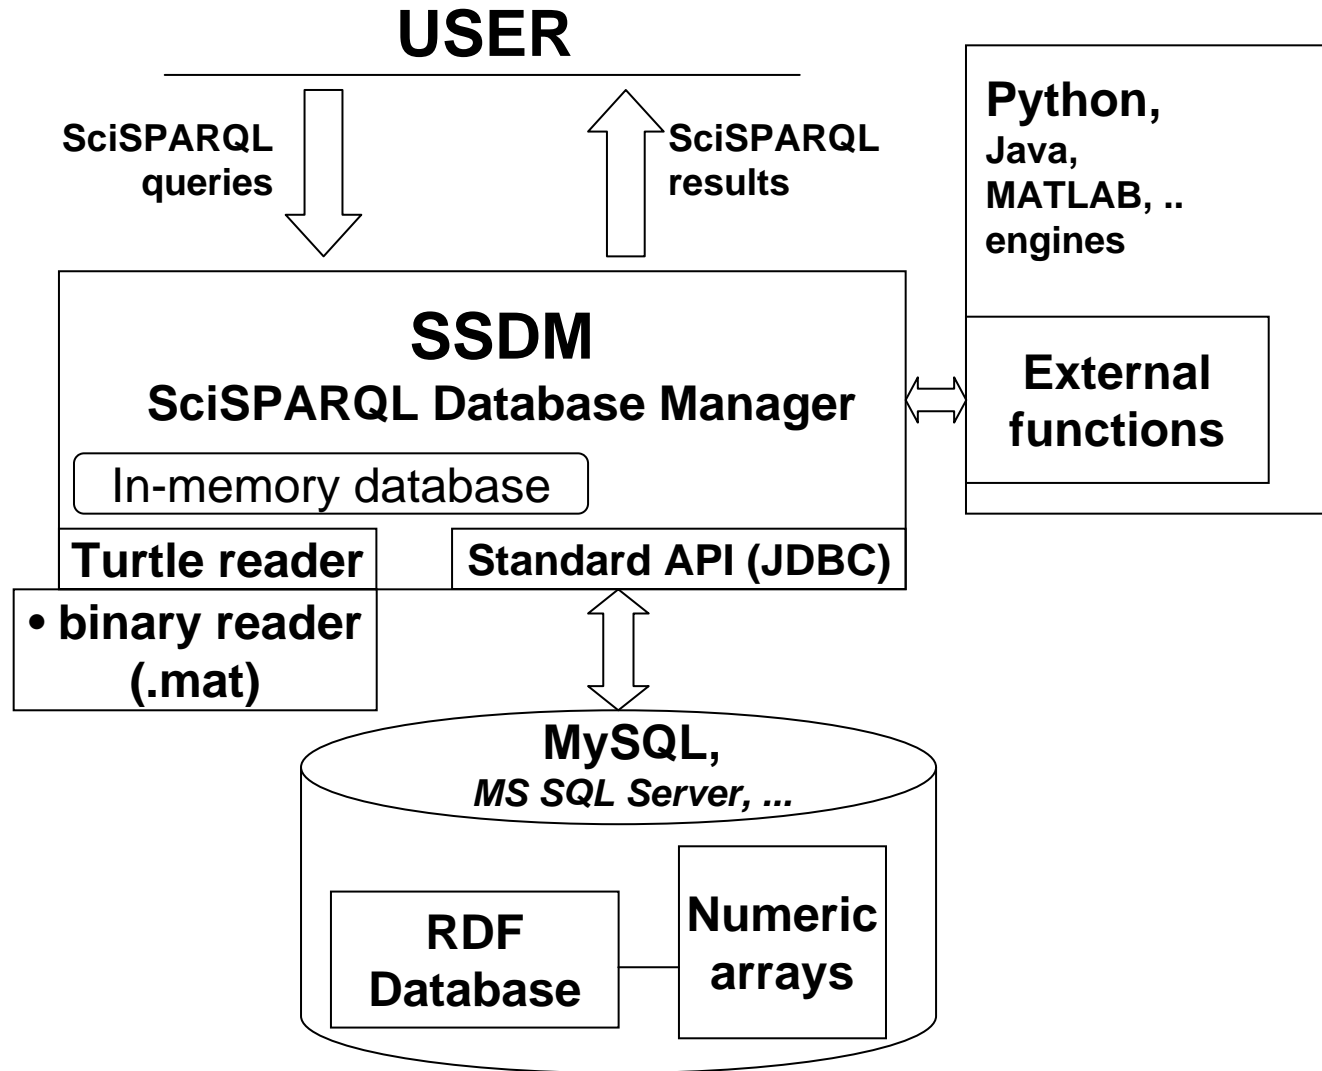 USER
SciSPARQL
queries
SciSPARQL
results
Python,
Java,
MATLAB, ..
engines
SSDM
SciSPARQL Database Manager
External
functions
In-memory database
Turtle reader
Standard API (JDBC)
• binary reader
(.mat)
MySQL,
MS SQL Server, ...
RDF
Database
Numeric
arrays